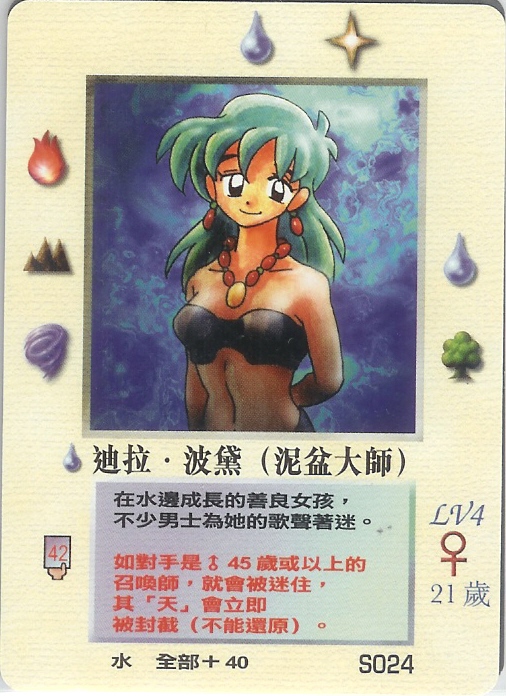 迪拉．波黛（泥盆大師）
在水邊成長的善良女孩，
不少男士為她的歌聲著迷。
LV4
42
如對手是♂45歲或以上的
召喚師，就會被迷住，
其「天」會立即
被封截（不能還原）。
♀
21歲
水 全部＋40
S024